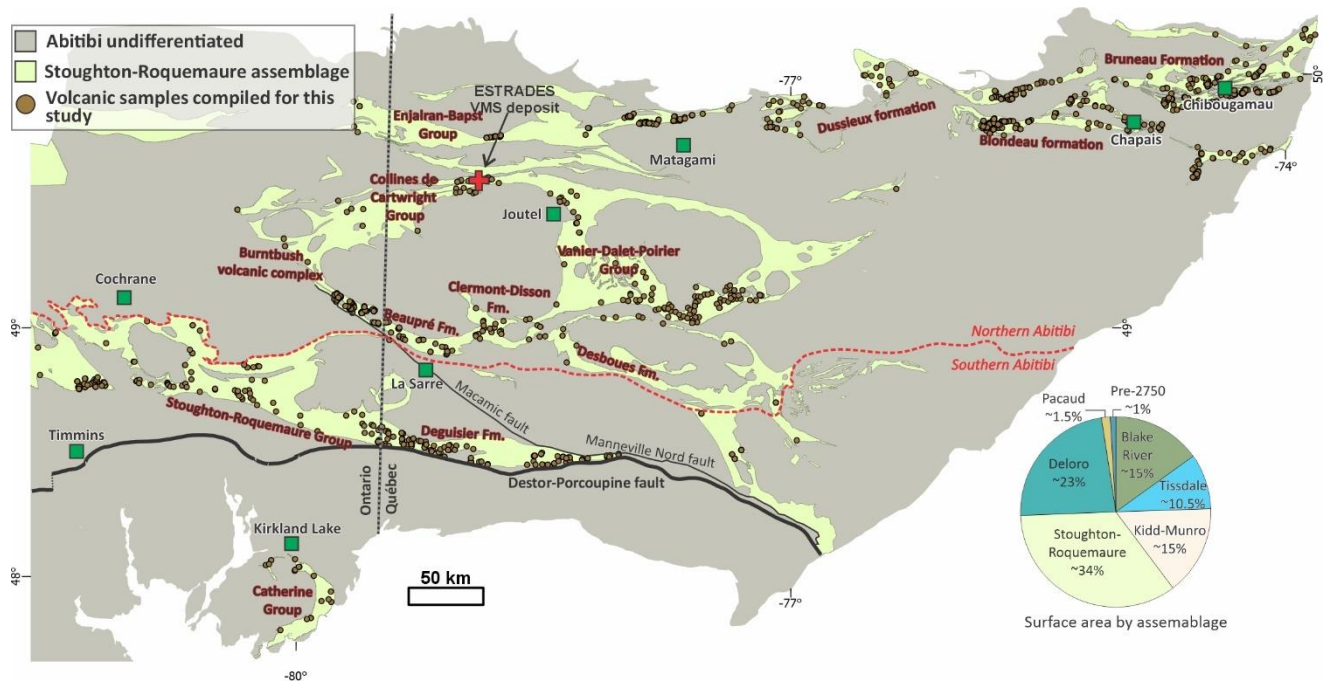 Abitibi undifferentiated
Stoughton-Roquemaure assemblage
Volcanic samples compiled for this
study
ESTRADES
VMS deposit
Enjalran-Bapst
Group
Collines de
Cartwright
Group
Burntbush
volcanic complex
Cochrane
49°
Timmins
Stoughton-Roquemaure Group
Kirkland Lake
Catherine
Group
48°
-80°
Ontario
Québec
50 km
Beaupré Fm.
La Sarre
Macamic fault
Deguisier Fm.
Destor-Porcoupine fault
Manneville Nord fault
Clermont-Disson
Fm.
Desboues Fm.
Joutel
Vanier-Dalet-Poirier
Group
Matagami
-77°
Dussieux formation
Bruneau Formation
Chibougamau
50°
Blondeau formation
Chapais
-74°
Northern Abitibi
Southern Abitibi
49°
-77°
Pacaud
~1.5%
Pre-2750
~1%
Blake
River
~15%
Tissdale
~10.5%
Kidd-Munro
~15%
Stoughton-
Roquemaure
~34%
Deloro
~23%
Surface area by assemablage